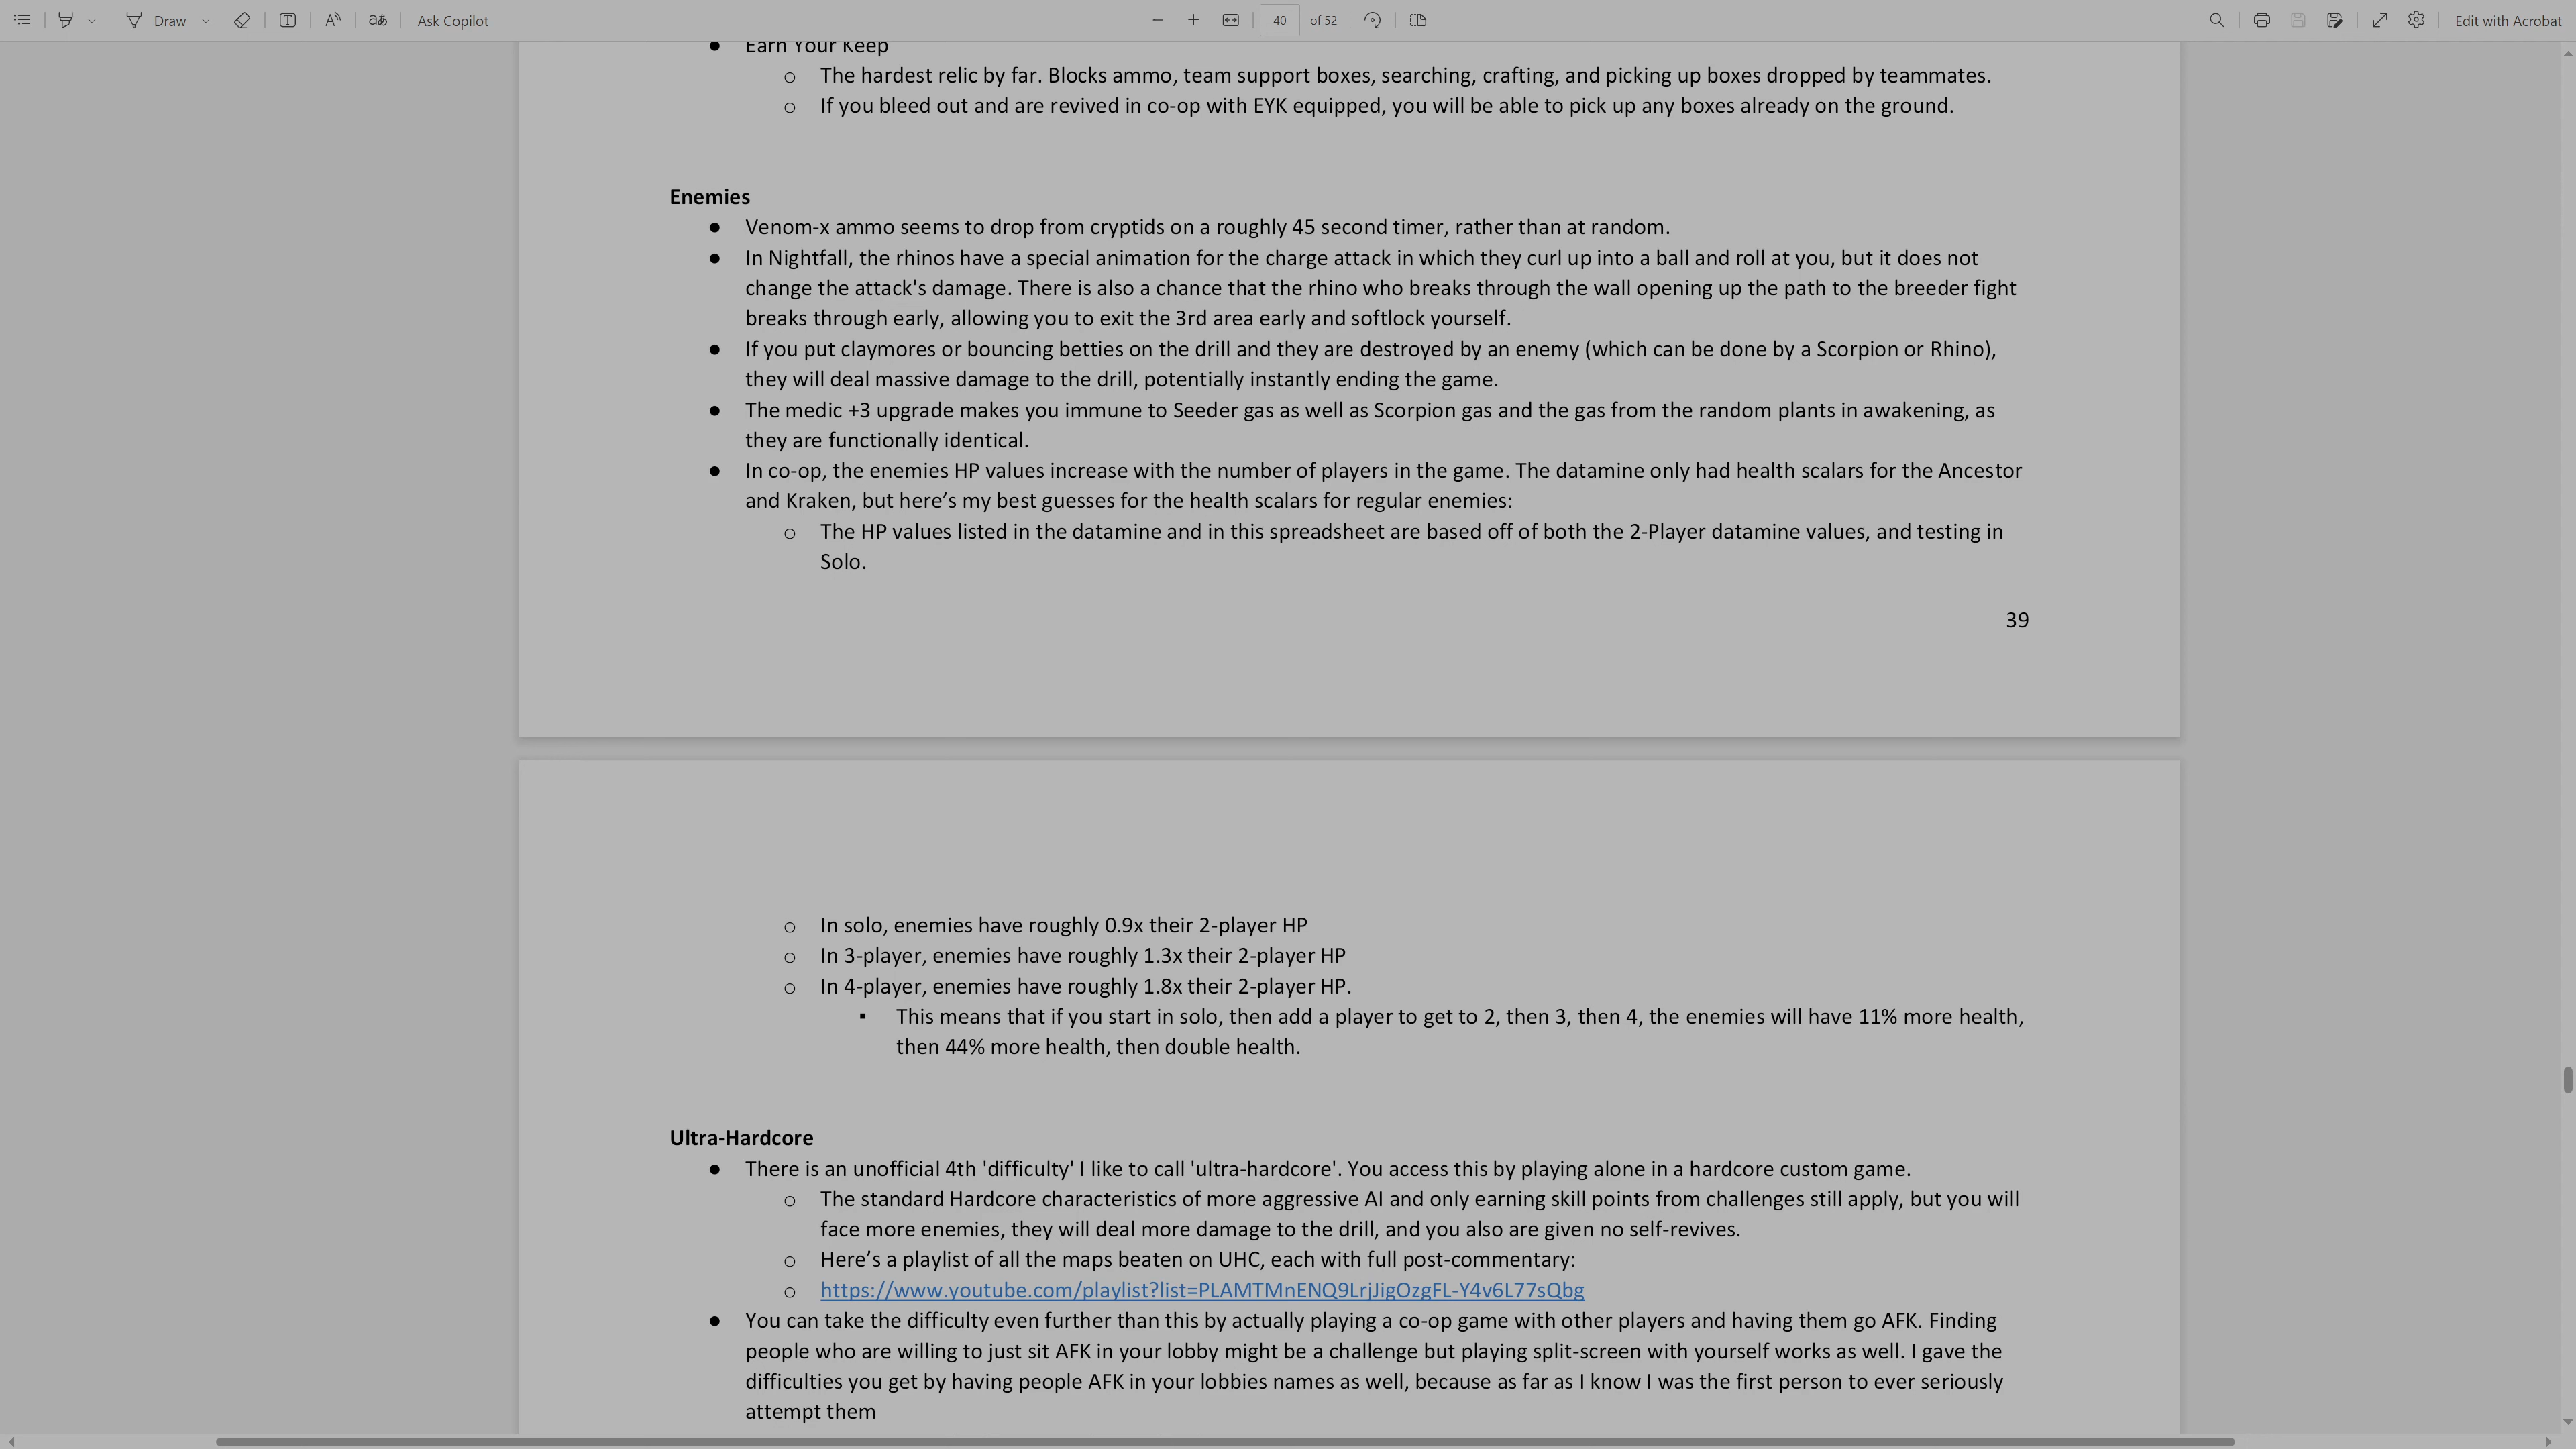 Draw
Ask Copilot
40 of 52
Edit with Acrobat
● Earn Your Keep
○ The hardest relic by far. Blocks ammo, team support boxes, searching, crafting, and picking up boxes dropped by teammates.
○ If you bleed out and are revived in co-op with EYK equipped, you will be able to pick up any boxes already on the ground.
Enemies
● Venom-x ammo seems to drop from cryptids on a roughly 45 second timer, rather than at random.
● In Nightfall, the rhinos have a special animation for the charge attack in which they curl up into a ball and roll at you, but it does not
change the attack's damage. There is also a chance that the rhino who breaks through the wall opening up the path to the breeder fight
breaks through early, allowing you to exit the 3rd area early and softlock yourself.
● If you put claymores or bouncing betties on the drill and they are destroyed by an enemy (which can be done by a Scorpion or Rhino),
they will deal massive damage to the drill, potentially instantly ending the game.
● The medic +3 upgrade makes you immune to Seeder gas as well as Scorpion gas and the gas from the random plants in awakening, as
they are functionally identical.
● In co-op, the enemies HP values increase with the number of players in the game. The datamine only had health scalars for the Ancestor
and Kraken, but here’s my best guesses for the health scalars for regular enemies:
○ The HP values listed in the datamine and in this spreadsheet are based off of both the 2-Player datamine values, and testing in
Solo.
39
○ In solo, enemies have roughly 0.9x their 2-player HP
○ In 3-player, enemies have roughly 1.3x their 2-player HP
○ In 4-player, enemies have roughly 1.8x their 2-player HP.
▪ This means that if you start in solo, then add a player to get to 2, then 3, then 4, the enemies will have 11% more health,
then 44% more health, then double health.
Ultra-Hardcore
● There is an unofficial 4th 'difficulty' I like to call 'ultra-hardcore'. You access this by playing alone in a hardcore custom game.
○ The standard Hardcore characteristics of more aggressive AI and only earning skill points from challenges still apply, but you will
face more enemies, they will deal more damage to the drill, and you also are given no self-revives.
○ Here’s a playlist of all the maps beaten on UHC, each with full post-commentary:
○ https://www.youtube.com/playlist?list=PLAMTMnENQ9LrjJigOzgFL-Y4v6L77sQbg
● You can take the difficulty even further than this by actually playing a co-op game with other players and having them go AFK. Finding
people who are willing to just sit AFK in your lobby might be a challenge but playing split-screen with yourself works as well. I gave the
difficulties you get by having people AFK in your lobbies names as well, because as far as I know I was the first person to ever seriously
attempt them